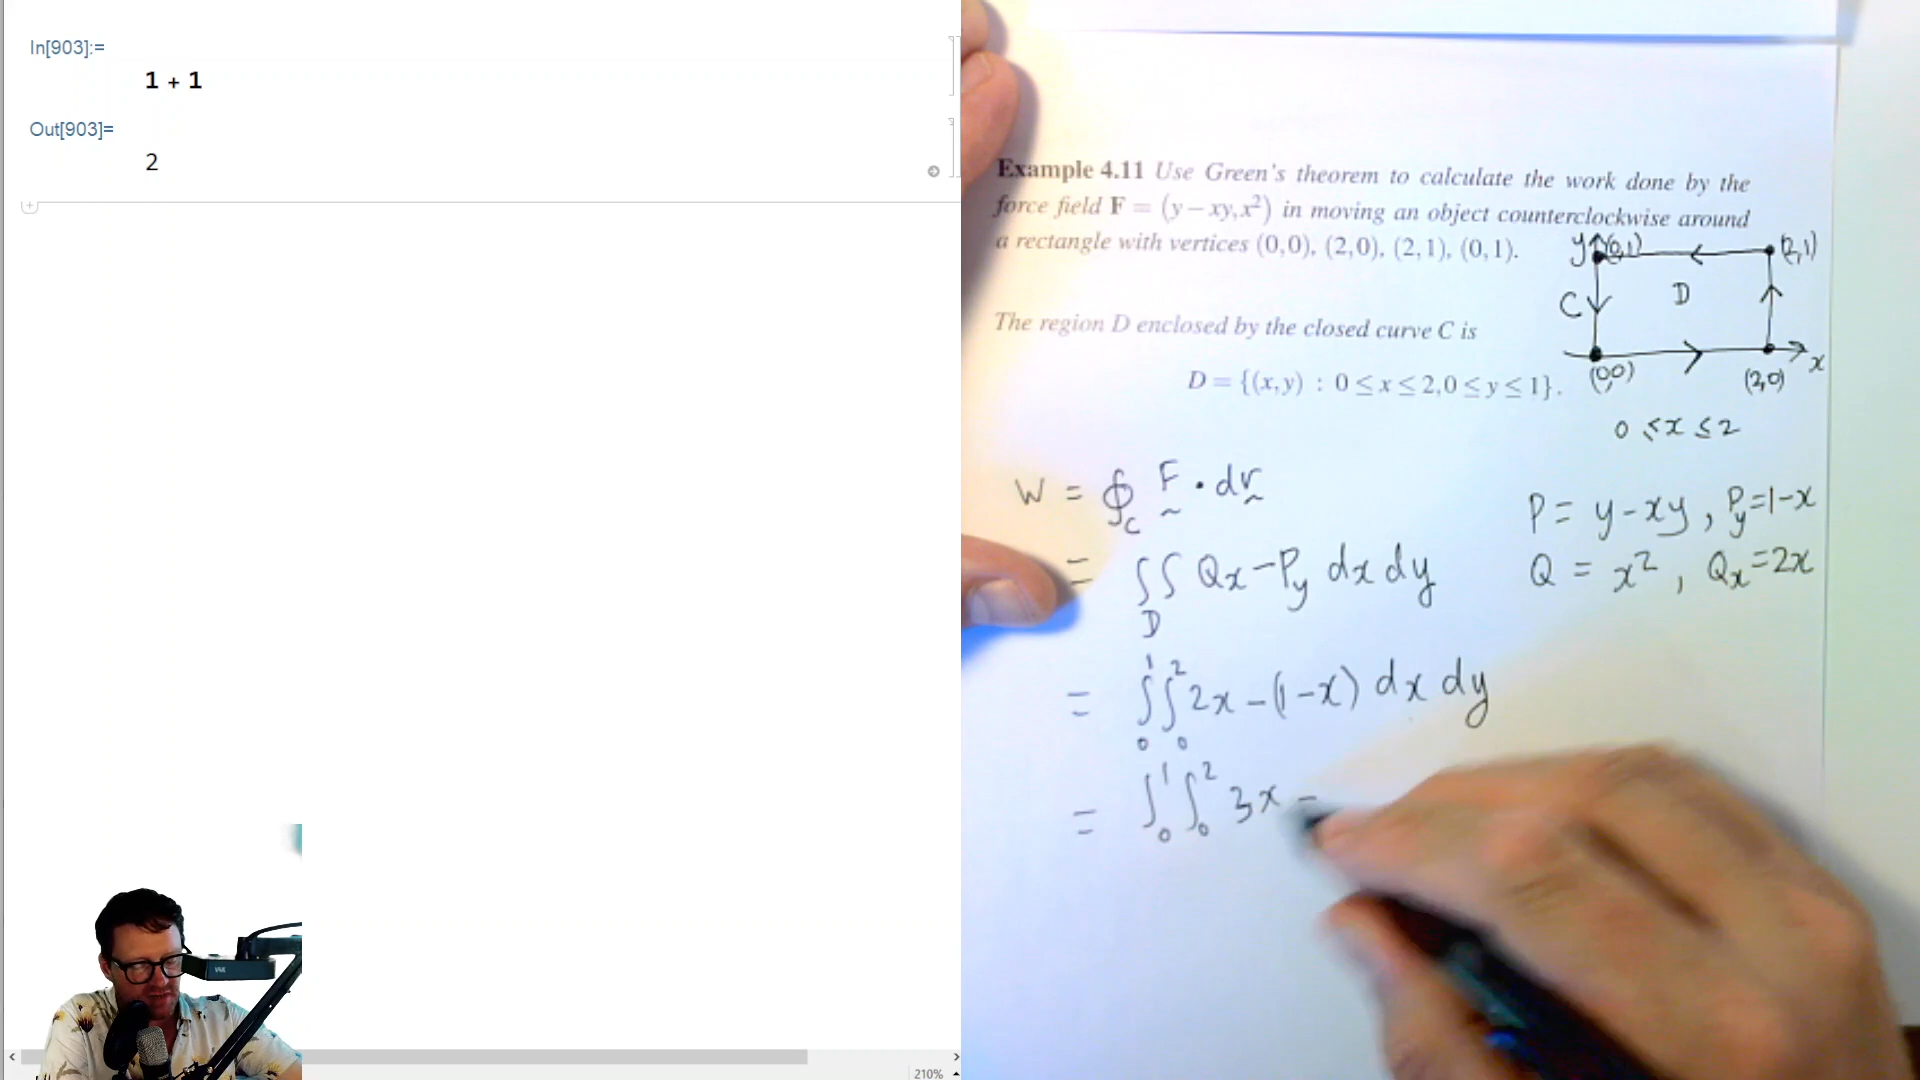 In[903]:=
1 + 1
Out[903]=
2
210%
Example 4.11 Use Green's theorem to calculate the work done by the
force field F = (y − xy, x²) in moving an object counterclockwise around
a rectangle with vertices (0,0), (2,0), (2,1), (0,1).
y (0,1) (2,1)
C D
The region D enclosed by the closed curve C is
x
(0,0) (2,0)
D = {(x,y) : 0 ≤ x ≤ 2, 0 ≤ y ≤ 1}.
0 ≤ x ≤ 2
W = ∮_C F · dr
P = y - xy, P_y = 1-x
= ∬_D Qx - Py dx dy
Q = x², Qx = 2x
= ∫₀¹ ∫₀² 2x - (1-x) dx dy
= ∫₀¹ ∫₀² 3x -